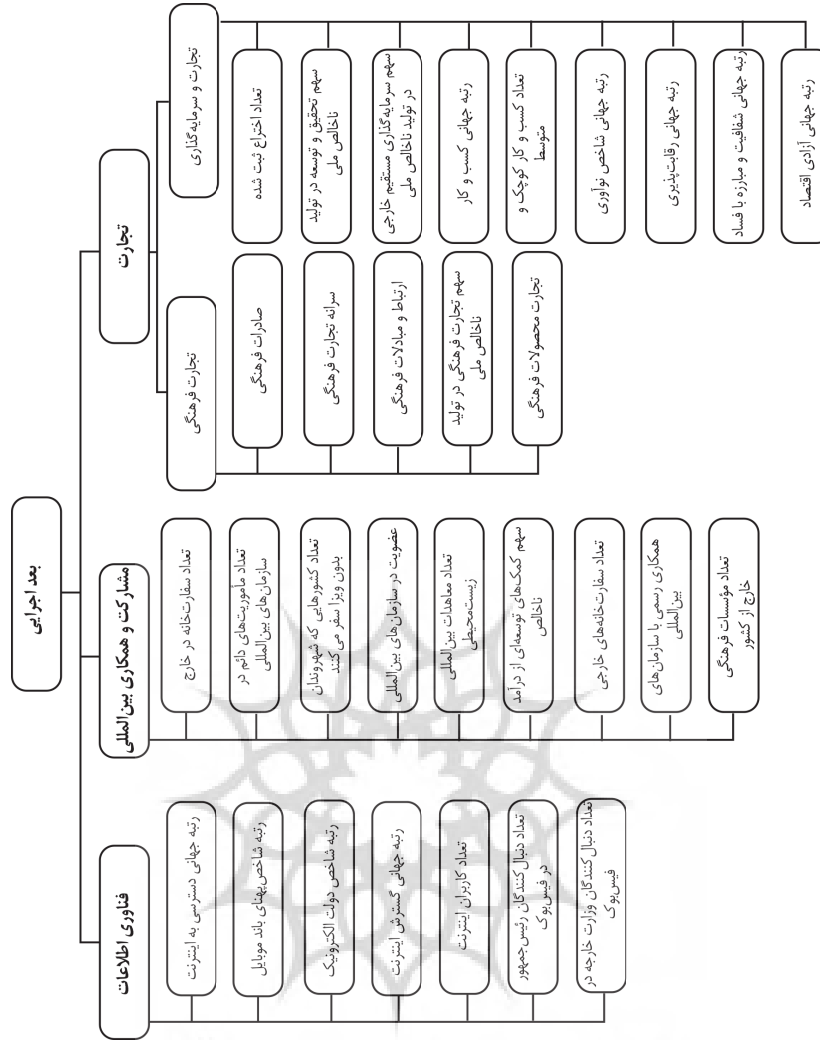 بعد اجرایی
تجارت
تجارت و سرمایه‌گذاری
تعداد اختراع ثبت شده
سهم تحقیق و توسعه در تولید
ناخالص ملی
سهم سرمایه‌گذاری مستقیم خارجی
در تولید ناخالص ملی
رتبه جهانی کسب و کار
تعداد کسب و کار کوچک و
متوسط
رتبه جهانی شاخص نوآوری
رتبه جهانی رقابت‌پذیری
رتبه جهانی شفافیت و مبارزه با فساد
رتبه جهانی آزادی اقتصاد
تجارت فرهنگی
صادرات فرهنگی
سرانه تجارت فرهنگی
ارتباط و مبادلات فرهنگی
سهم تجارت فرهنگی در تولید
ناخالص ملی
تجارت محصولات فرهنگی
مشارکت و همکاری بین‌المللی
تعداد سفارت‌خانه در خارج
تعداد مأموریت‌های دائم در
سازمان‌های بین‌المللی
تعداد کشورهایی که شهروندان
بدون ویزا سفر می کنند
عضویت در سازمان‌های بین‌المللی
تعداد معاهدات بین‌المللی
زیست‌محیطی
سهم کمک‌های توسعه‌ای از درآمد
ناخالص
تعداد سفارت‌خانه‌های خارجی
همکاری رسمی با سازمان‌های
بین‌المللی
تعداد مؤسسات فرهنگی
خارج از کشور
فناوری اطلاعات
رتبه جهانی دسترسی به اینترنت
رتبه شاخص پهنای باند موبایل
رتبه شاخص دولت الکترونیک
رتبه جهانی گسترش اینترنت
تعداد کاربران اینترنت
تعداد دنبال‌کنندگان رئیس‌جمهور
در فیس‌بوک
تعداد دنبال‌کنندگان وزارت خارجه در
فیس‌بوک